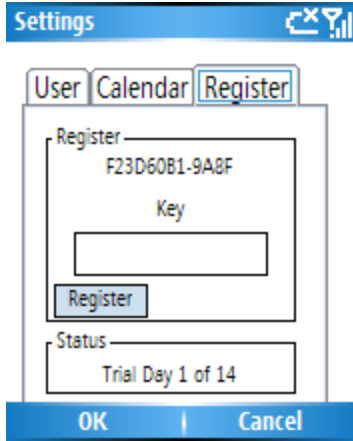 Settings
User Calendar Register
Register
F23D60B1-9A8F
Key
Register
Status
Trial Day 1 of 14
OK Cancel